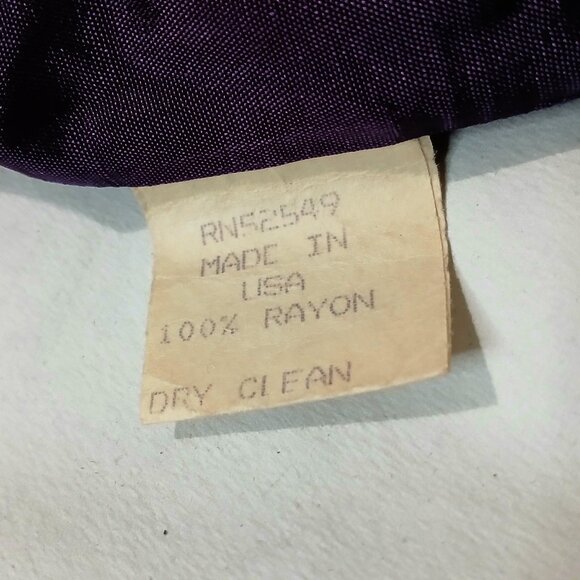 RN52549
MADE IN
USA
100% RAYON
DRY CLEAN